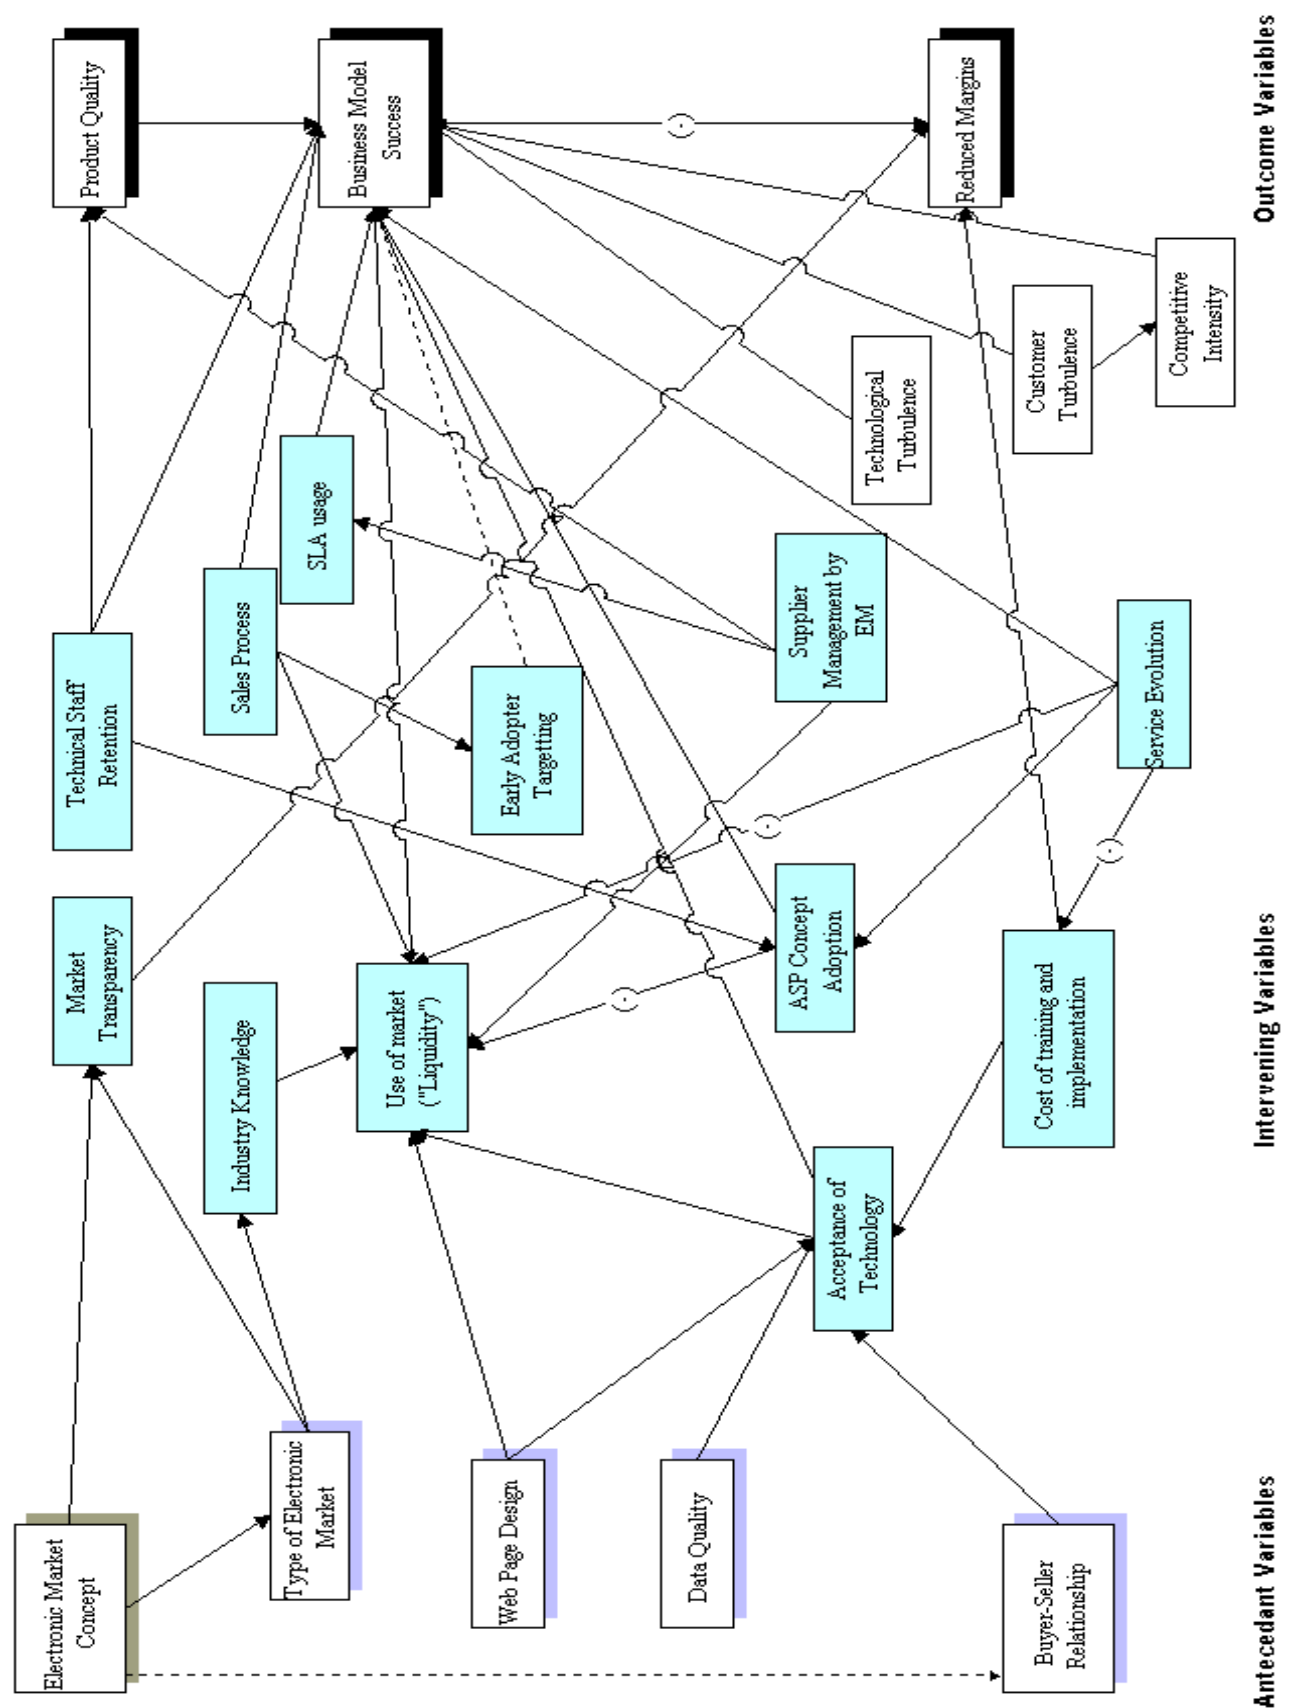 Electronic Market
Concept
Type of Electronic
Market
Web Page Design
Data Quality
Buyer-Seller
Relationship
Antecedant Variables
Market
Transparency
Technical Staff
Retention
Industry Knowledge
Sales Process
SLA usage
Use of market
("Liquidity")
Early Adopter
Targetting
Acceptance of
Technology
ASP Concept
Adoption
Supplier
Management by
EM
Cost of training and
implementation
Service Evolution
(-)
(-)
(-)
Intervening Variables
Product Quality
Business Model
Success
(-)
Reduced Margins
Technological
Turbulence
Customer
Turbulence
Competitive
Intensity
Outcome Variables